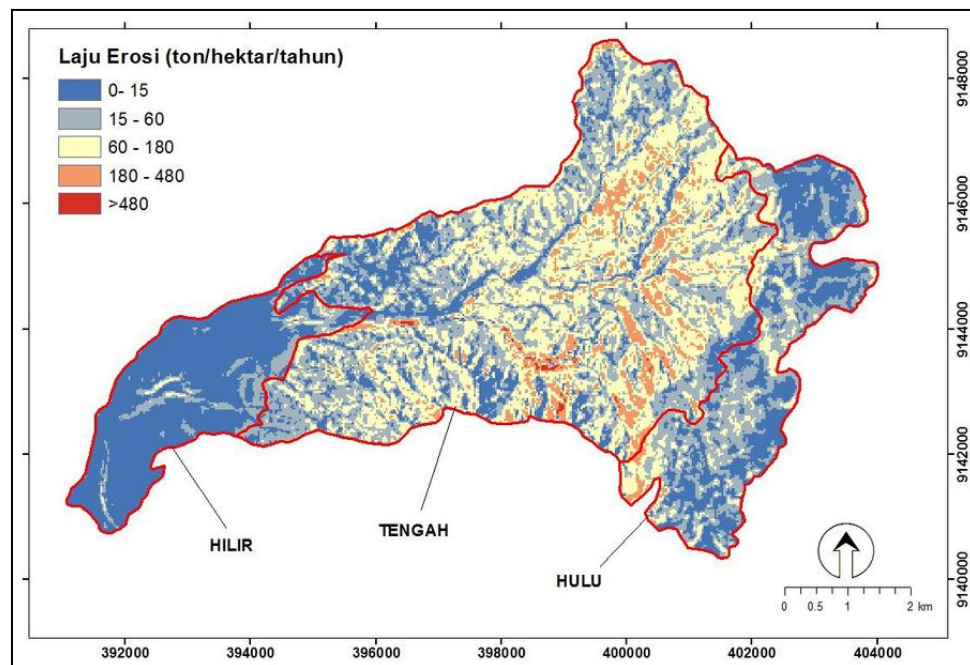 Laju Erosi (ton/hektar/tahun)
0- 15
15 - 60
60 - 180
180 - 480
>480
HILIR
TENGAH
HULU
0 0.5 1 2 km
9148000
9146000
9144000
9142000
9140000
392000 394000 396000 398000 400000 402000 404000